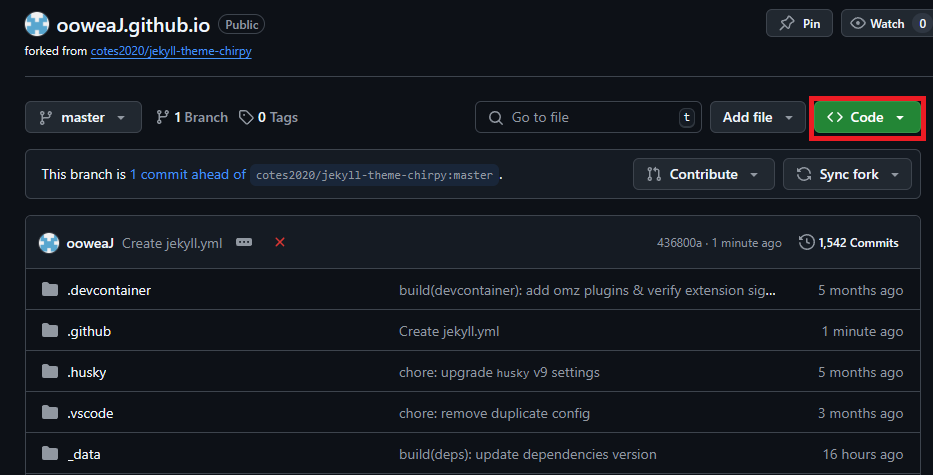 ooweaJ.github.io Public Pin Watch 0
forked from cotes2020/jekyll-theme-chirpy
master 1 Branch 0 Tags Go to file t Add file <> Code
This branch is 1 commit ahead of cotes2020/jekyll-theme-chirpy:master . Contribute Sync fork
ooweaJ Create jekyll.yml 436800a · 1 minute ago 1,542 Commits
.devcontainer build(devcontainer): add omz plugins & verify extension sig... 5 months ago
.github Create jekyll.yml 1 minute ago
.husky chore: upgrade husky v9 settings 5 months ago
.vscode chore: remove duplicate config 3 months ago
_data build(deps): update dependencies version 16 hours ago